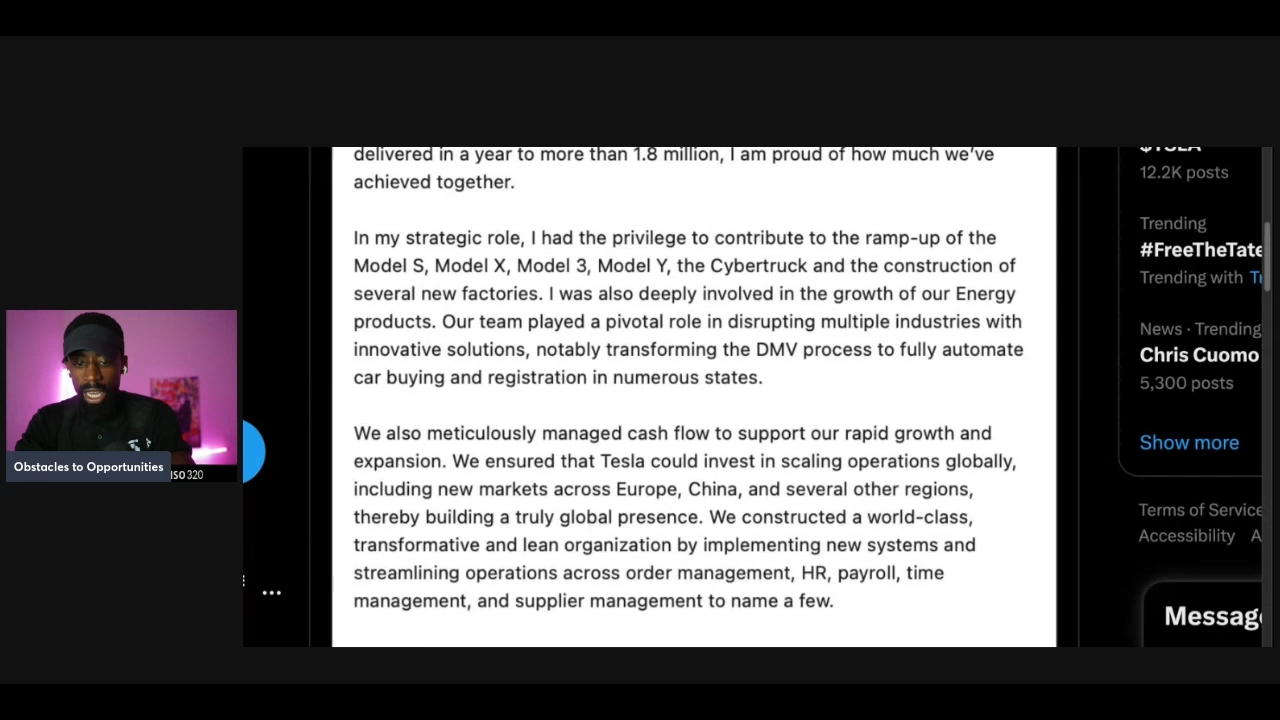 delivered in a year to more than 1.8 million, I am proud of how much we've
achieved together.
In my strategic role, I had the privilege to contribute to the ramp-up of the
Model S, Model X, Model 3, Model Y, the Cybertruck and the construction of
several new factories. I was also deeply involved in the growth of our Energy
products. Our team played a pivotal role in disrupting multiple industries with
innovative solutions, notably transforming the DMV process to fully automate
car buying and registration in numerous states.
We also meticulously managed cash flow to support our rapid growth and
expansion. We ensured that Tesla could invest in scaling operations globally,
including new markets across Europe, China, and several other regions,
thereby building a truly global presence. We constructed a world-class,
transformative and lean organization by implementing new systems and
streamlining operations across order management, HR, payroll, time
management, and supplier management to name a few.
$TSLA
12.2K posts
Trending
#FreeTheTate
Trending with
News · Trending
Chris Cuomo
5,300 posts
Show more
Terms of Service
Accessibility A
Message
Obstacles to Opportunities
ISO 320